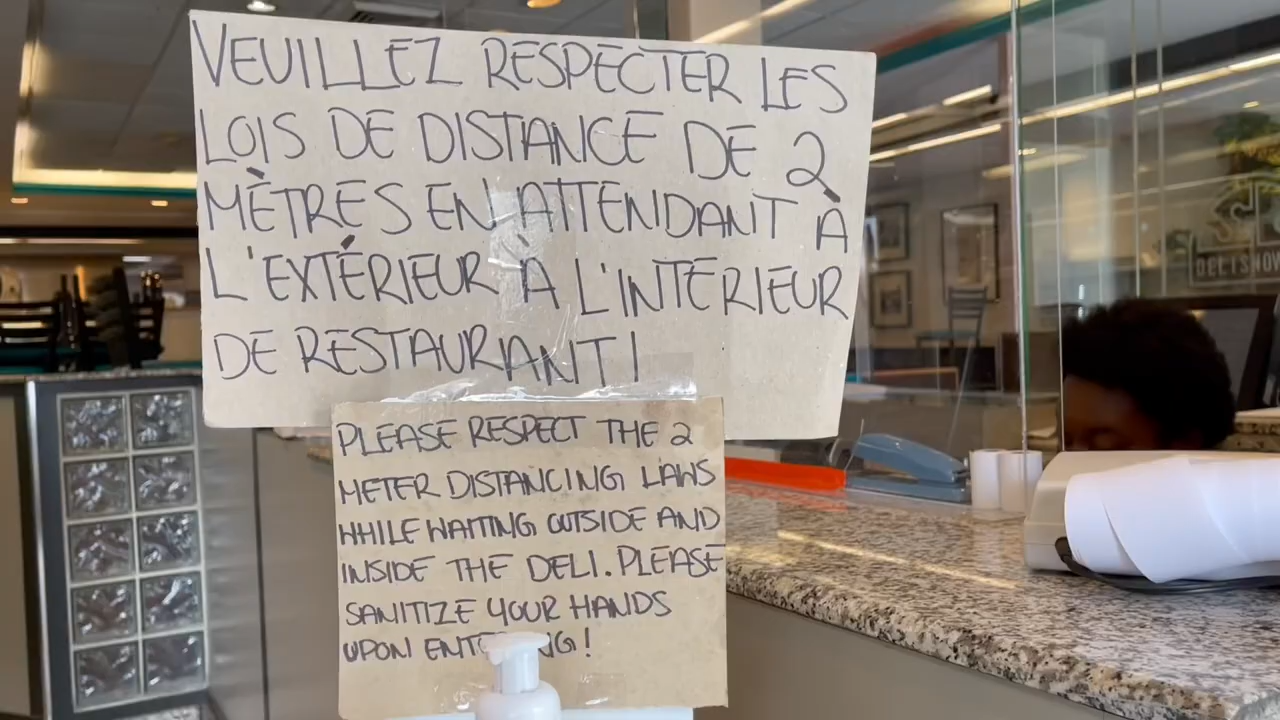 VEUILLEZ RESPECTER LES
LOIS DE DISTANCE DE 2
MÈTRES EN ATTENDANT À
L'EXTÉRIEUR À L'INTERIEUR
DE RESTAURANT!
PLEASE RESPECT THE 2
METER DISTANCING LAWS
WHILE WAITING OUTSIDE AND
INSIDE THE DELI. PLEASE
SANITIZE YOUR HANDS
UPON ENTERING!